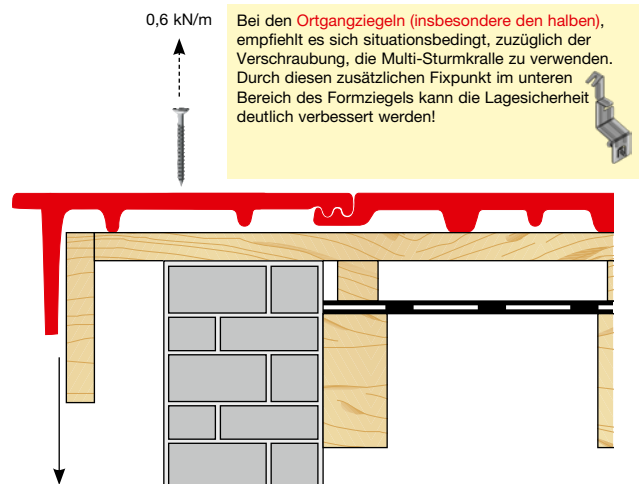 0,6 kN/m
Bei den Ortgangziegeln (insbesondere den halben),
empfiehlt es sich situationsbedingt, zuzüglich der
Verschraubung, die Multi-Sturmkralle zu verwenden.
Durch diesen zusätzlichen Fixpunkt im unteren
Bereich des Formziegels kann die Lagesicherheit
deutlich verbessert werden!